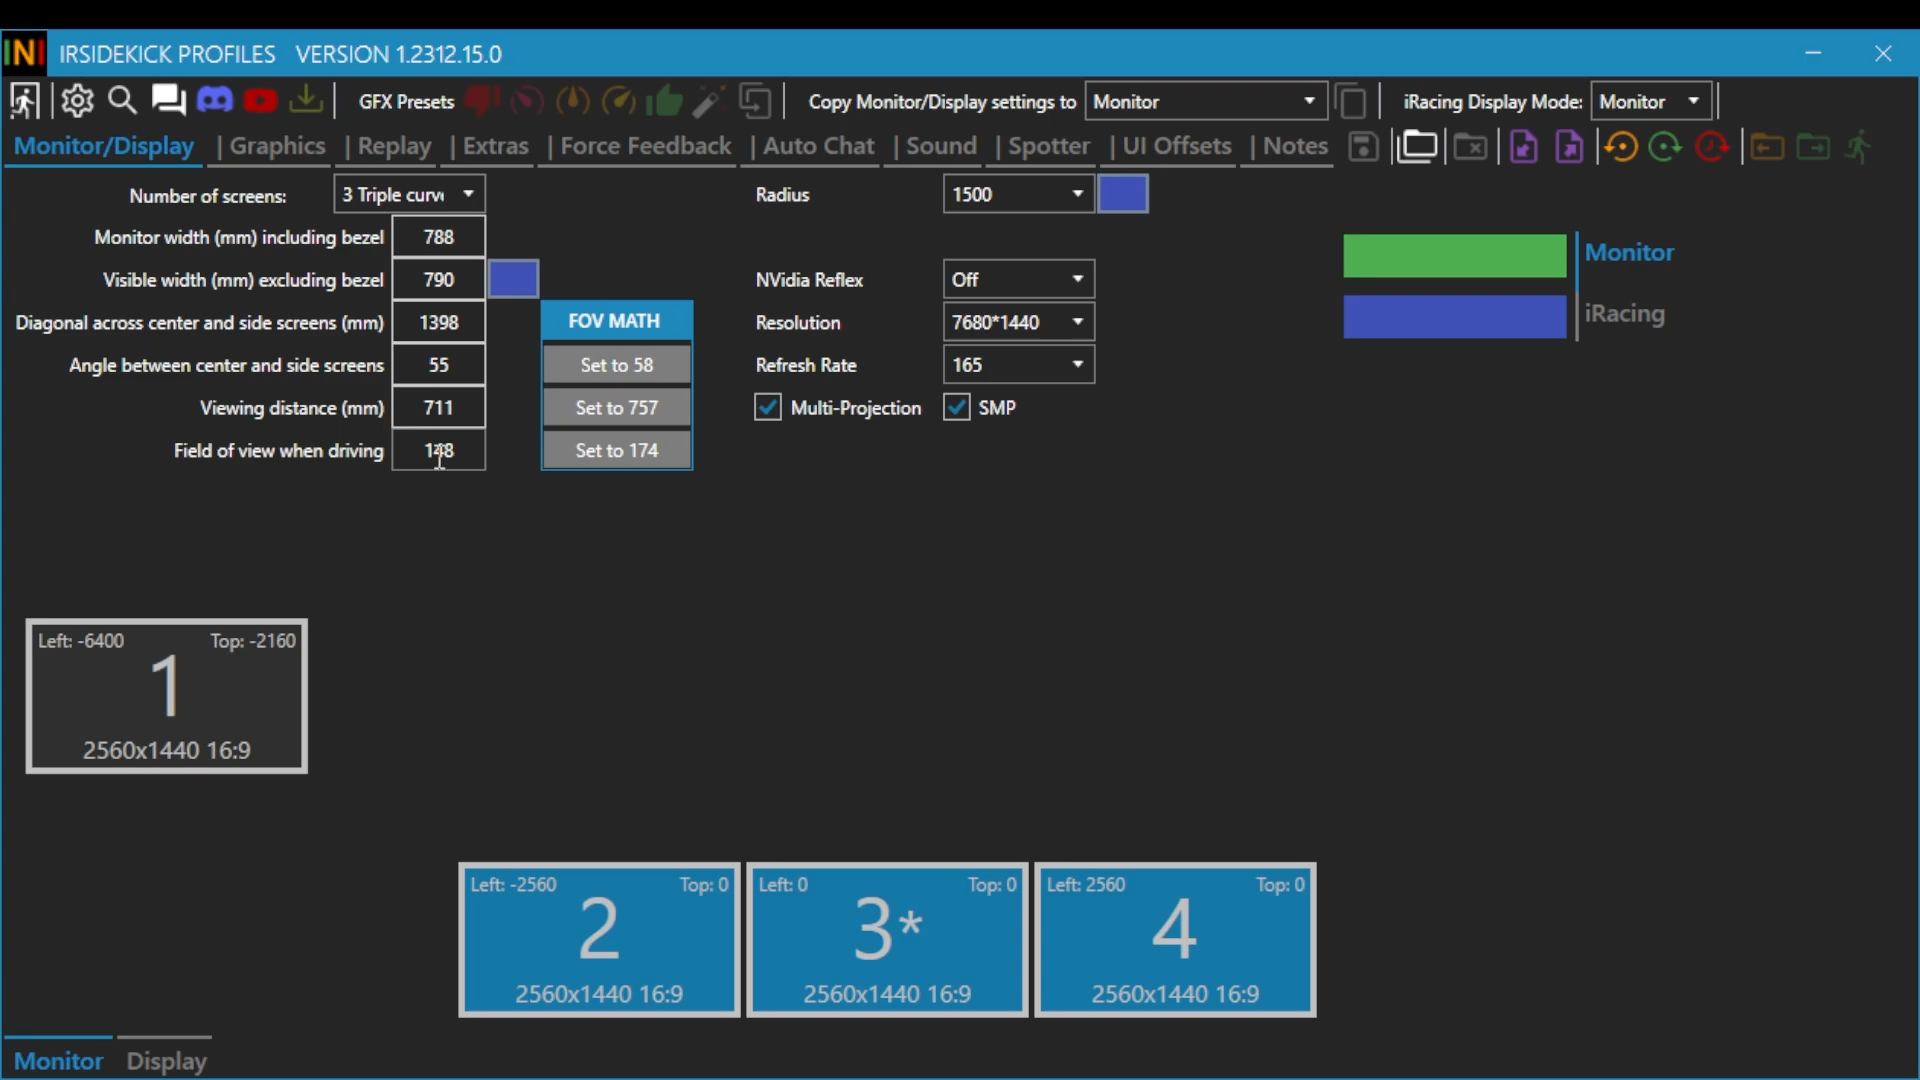 INI IRSIDEKICK PROFILES VERSION 1.2312.15.0
GFX Presets Copy Monitor/Display settings to Monitor iRacing Display Mode: Monitor
Monitor/Display | Graphics | Replay | Extras | Force Feedback | Auto Chat | Sound | Spotter | UI Offsets | Notes
Number of screens: 3 Triple curv Radius 1500
Monitor width (mm) including bezel 788
Monitor
Visible width (mm) excluding bezel 790 NVidia Reflex Off
iRacing
Diagonal across center and side screens (mm) 1398 FOV MATH Resolution 7680*1440
Angle between center and side screens 55 Set to 58 Refresh Rate 165
Viewing distance (mm) 711 Set to 757 Multi-Projection SMP
Field of view when driving Set to 174
Left: -6400 Top: -2160
1
2560x1440 16:9
Left: -2560 Top: 0 Left: 0 Top: 0 Left: 2560 Top: 0
2 3* 4
2560x1440 16:9 2560x1440 16:9 2560x1440 16:9
Monitor Display